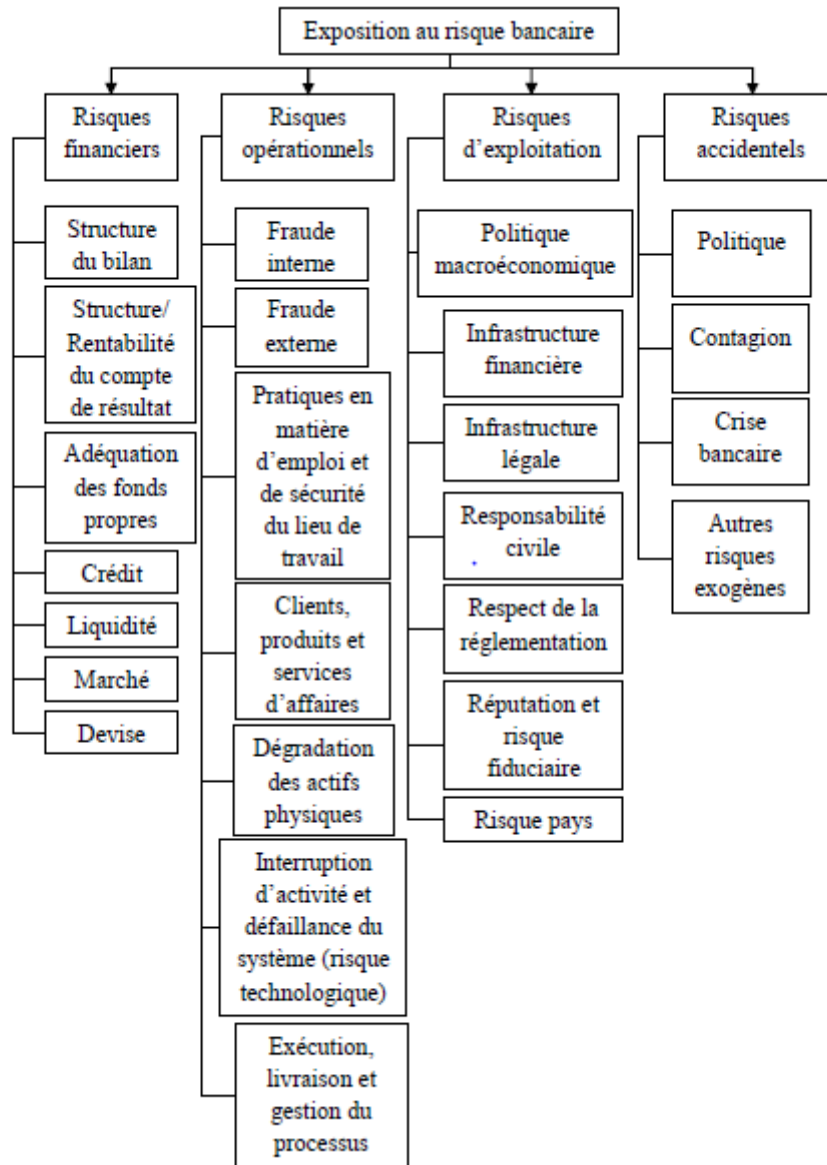 Exposition au risque bancaire
Risques
financiers
Structure
du bilan
Structure/
Rentabilité
du compte
de résultat
Adéquation
des fonds
propres
Crédit
Liquidité
Marché
Devise
Risques
opérationnels
Fraude
interne
Fraude
externe
Pratiques en
matière
d'emploi et
de sécurité
du lieu de
travail
Clients,
produits et
services
d'affaires
Dégradation
des actifs
physiques
Interruption
d'activité et
défaillance du
système (risque
technologique)
Exécution,
livraison et
gestion du
processus
Risques
d'exploitation
Politique
macroéconomique
Infrastructure
financière
Infrastructure
légale
Responsabilité
civile
Respect de la
réglementation
Réputation et
risque
fiduciaire
Risque pays
Risques
accidentels
Politique
Contagion
Crise
bancaire
Autres
risques
exogènes